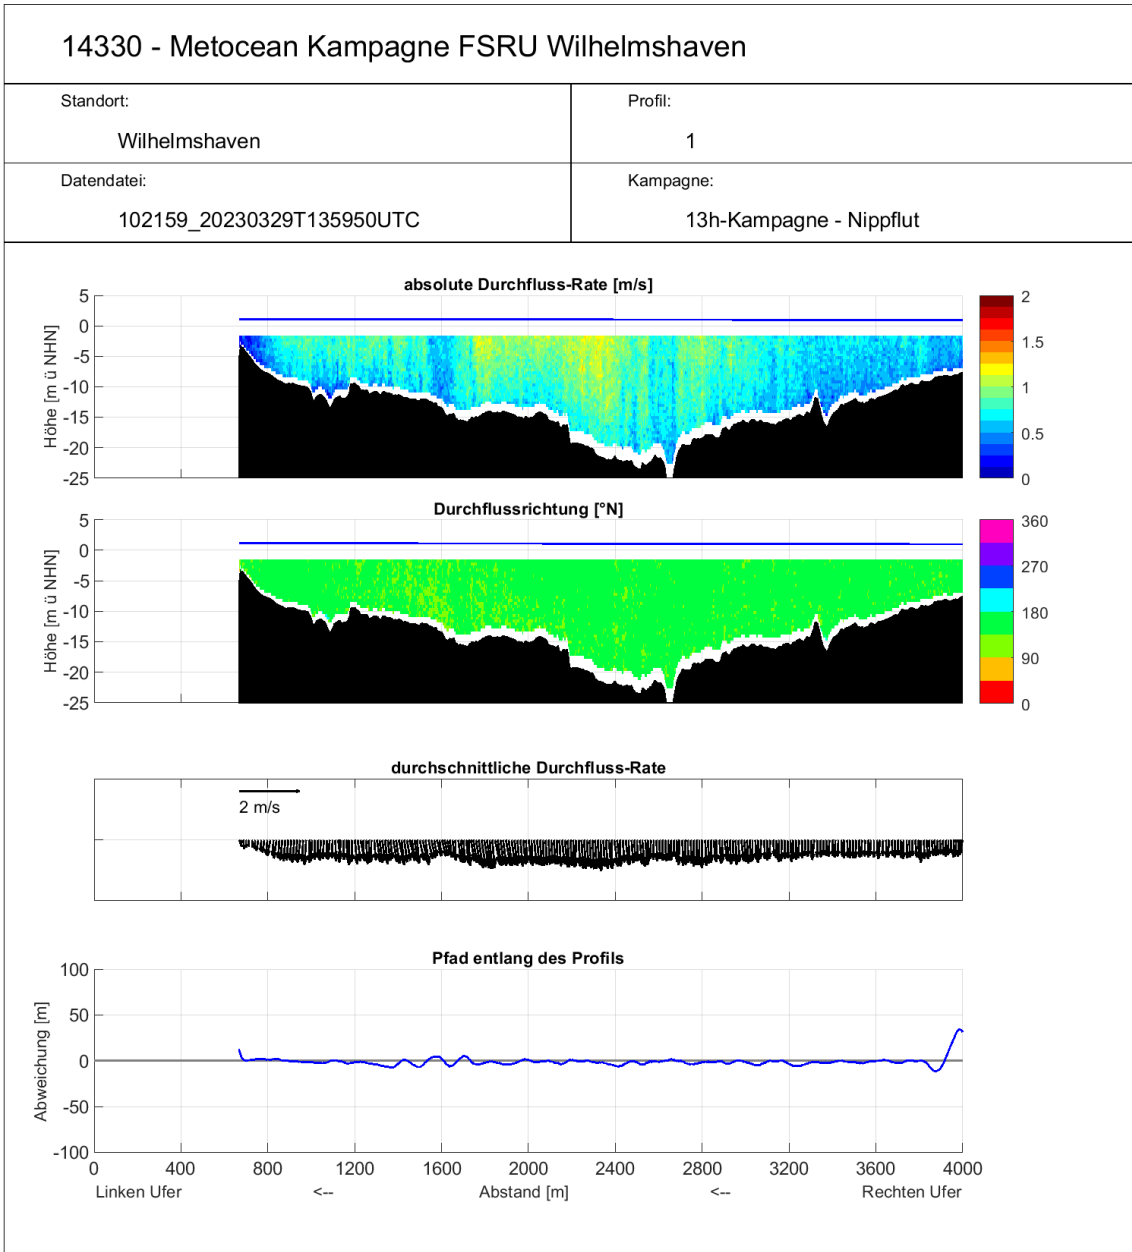 14330 - Metocean Kampagne FSRU Wilhelmshaven
Standort:
Profil:
Wilhelmshaven
1
Datendatei:
Kampagne:
102159_20230329T135950UTC
13h-Kampagne - Nippflut
absolute Durchfluss-Rate [m/s]
Höhe [m ü NHN]
5
0
-5
-10
-15
-20
-25
2
1.5
1
0.5
0
Durchflussrichtung [°N]
Höhe [m ü NHN]
5
0
-5
-10
-15
-20
-25
360
270
180
90
0
durchschnittliche Durchfluss-Rate
2 m/s
Pfad entlang des Profils
Abweichung [m]
100
50
0
-50
-100
0 400 800 1200 1600 2000 2400 2800 3200 3600 4000
Linken Ufer <-- Abstand [m] <-- Rechten Ufer